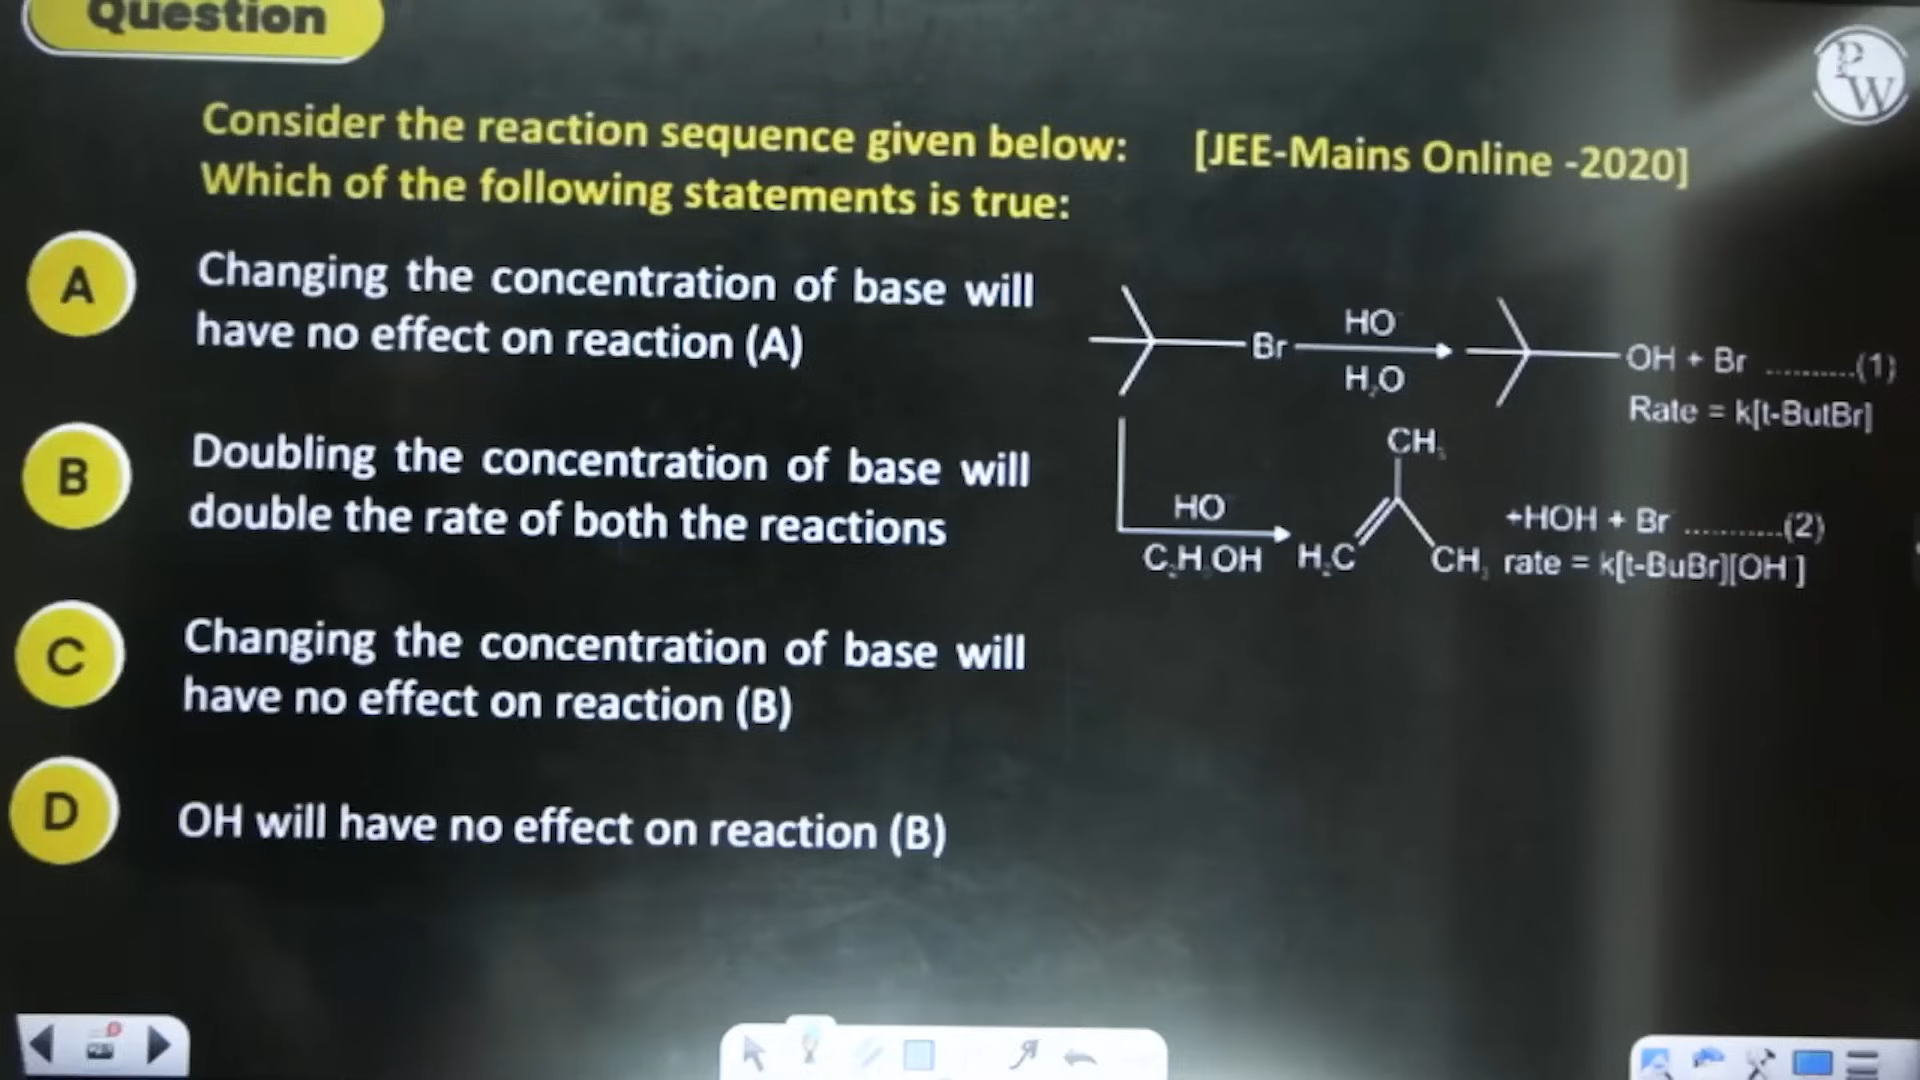 Question
Consider the reaction sequence given below: [JEE-Mains Online -2020]
Which of the following statements is true:
A Changing the concentration of base will
have no effect on reaction (A)
B Doubling the concentration of base will
double the rate of both the reactions
C Changing the concentration of base will
have no effect on reaction (B)
D OH will have no effect on reaction (B)
Br HO⁻ H₂O OH + Br ..........(1)
Rate = k[t-ButBr]
CH₃
HO⁻ C₂H OH H₂C CH₃ +HOH + Br ..........(2)
rate = k[t-BuBr][OH⁻]
PW